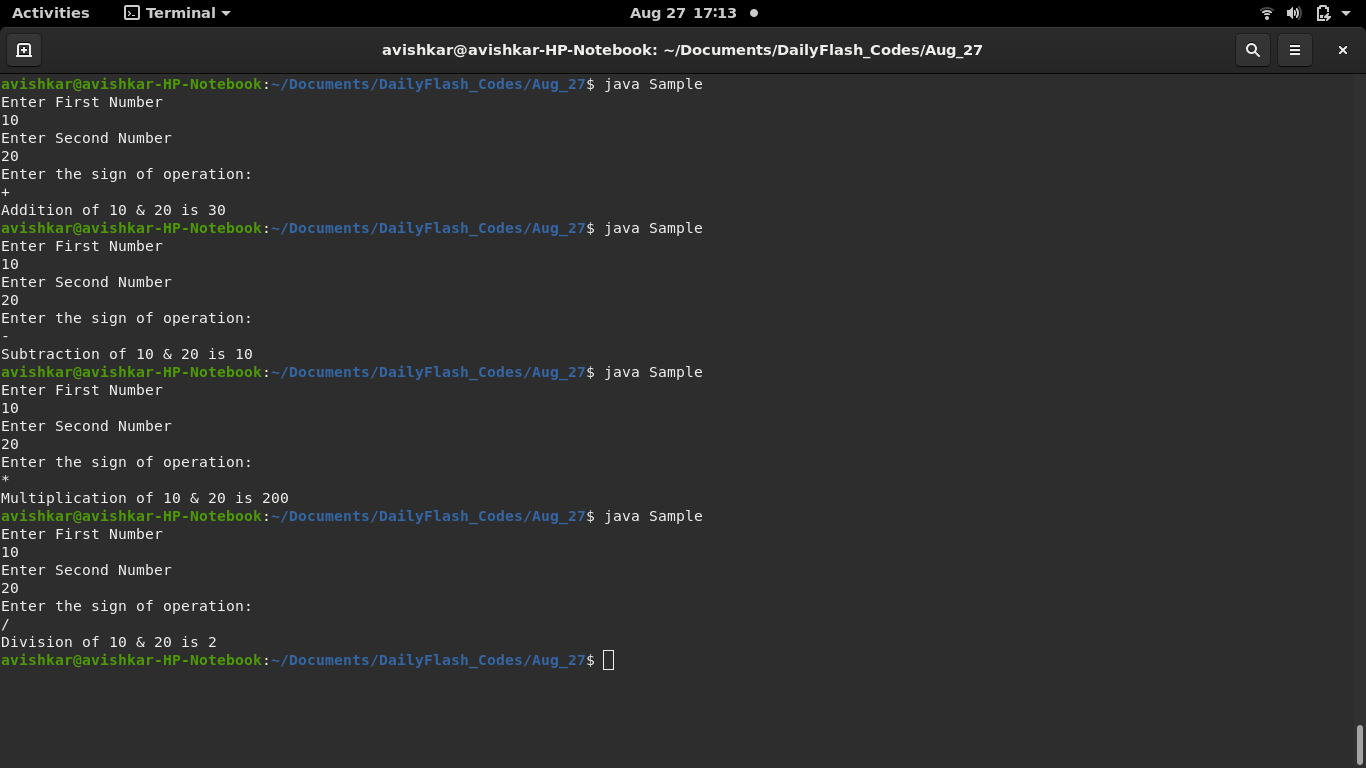 Activities Terminal Aug 27 17:13
avishkar@avishkar-HP-Notebook: ~/Documents/DailyFlash_Codes/Aug_27
avishkar@avishkar-HP-Notebook:~/Documents/DailyFlash_Codes/Aug_27$ java Sample
Enter First Number
10
Enter Second Number
20
Enter the sign of operation:
+
Addition of 10 & 20 is 30
avishkar@avishkar-HP-Notebook:~/Documents/DailyFlash_Codes/Aug_27$ java Sample
Enter First Number
10
Enter Second Number
20
Enter the sign of operation:
-
Subtraction of 10 & 20 is 10
avishkar@avishkar-HP-Notebook:~/Documents/DailyFlash_Codes/Aug_27$ java Sample
Enter First Number
10
Enter Second Number
20
Enter the sign of operation:
*
Multiplication of 10 & 20 is 200
avishkar@avishkar-HP-Notebook:~/Documents/DailyFlash_Codes/Aug_27$ java Sample
Enter First Number
10
Enter Second Number
20
Enter the sign of operation:
/
Division of 10 & 20 is 2
avishkar@avishkar-HP-Notebook:~/Documents/DailyFlash_Codes/Aug_27$